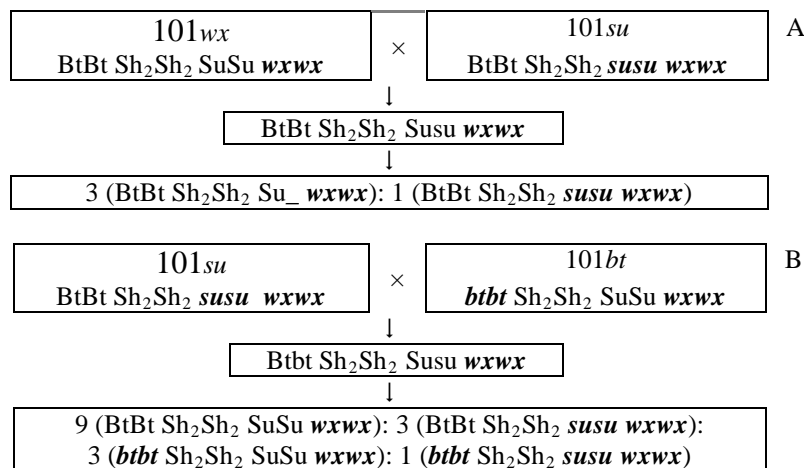 101wx
BtBt Sh₂Sh₂ SuSu wxwx
×
101su
BtBt Sh₂Sh₂ susu wxwx
A
↓
BtBt Sh₂Sh₂ Susu wxwx
↓
3 (BtBt Sh₂Sh₂ Su_ wxwx): 1 (BtBt Sh₂Sh₂ susu wxwx)
101su
BtBt Sh₂Sh₂ susu wxwx
×
101bt
btbt Sh₂Sh₂ SuSu wxwx
B
↓
Btbt Sh₂Sh₂ Susu wxwx
↓
9 (BtBt Sh₂Sh₂ SuSu wxwx): 3 (BtBt Sh₂Sh₂ susu wxwx):
3 (btbt Sh₂Sh₂ SuSu wxwx): 1 (btbt Sh₂Sh₂ susu wxwx)